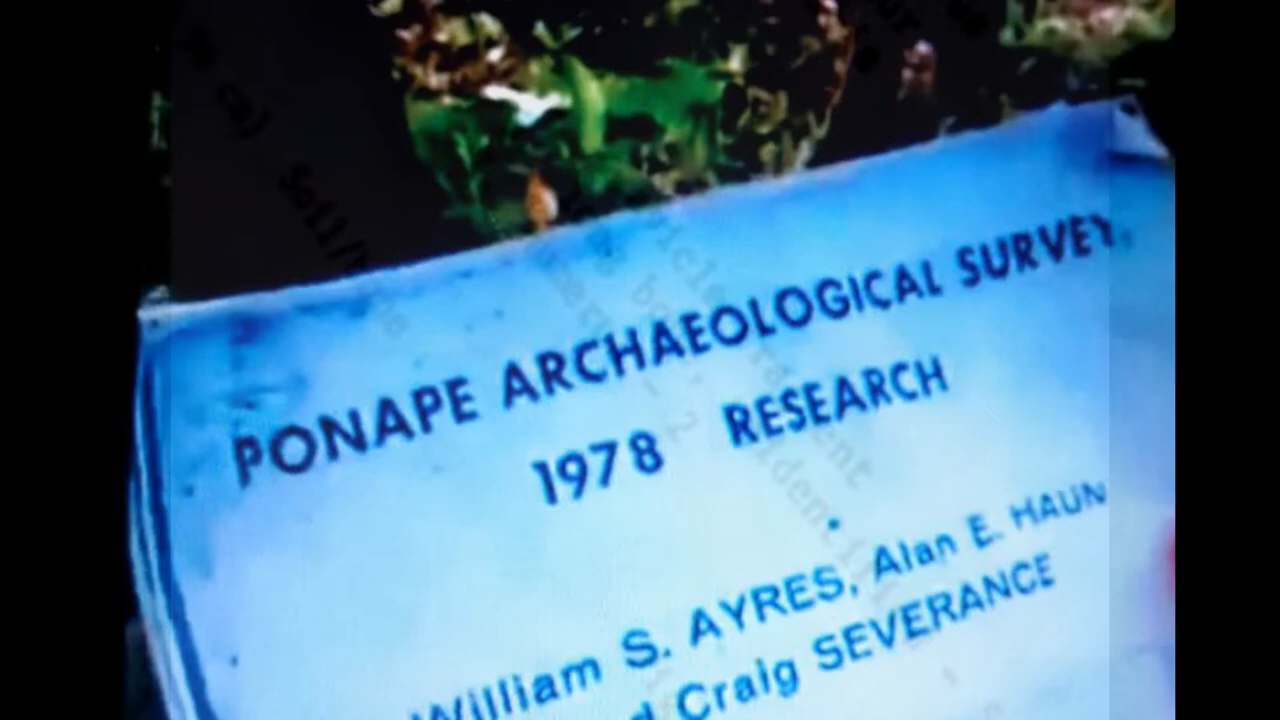 PONAPE ARCHAEOLOGICAL SURVEY
1978 RESEARCH
William S. AYRES, Alan E. HAUN
Craig SEVERANCE